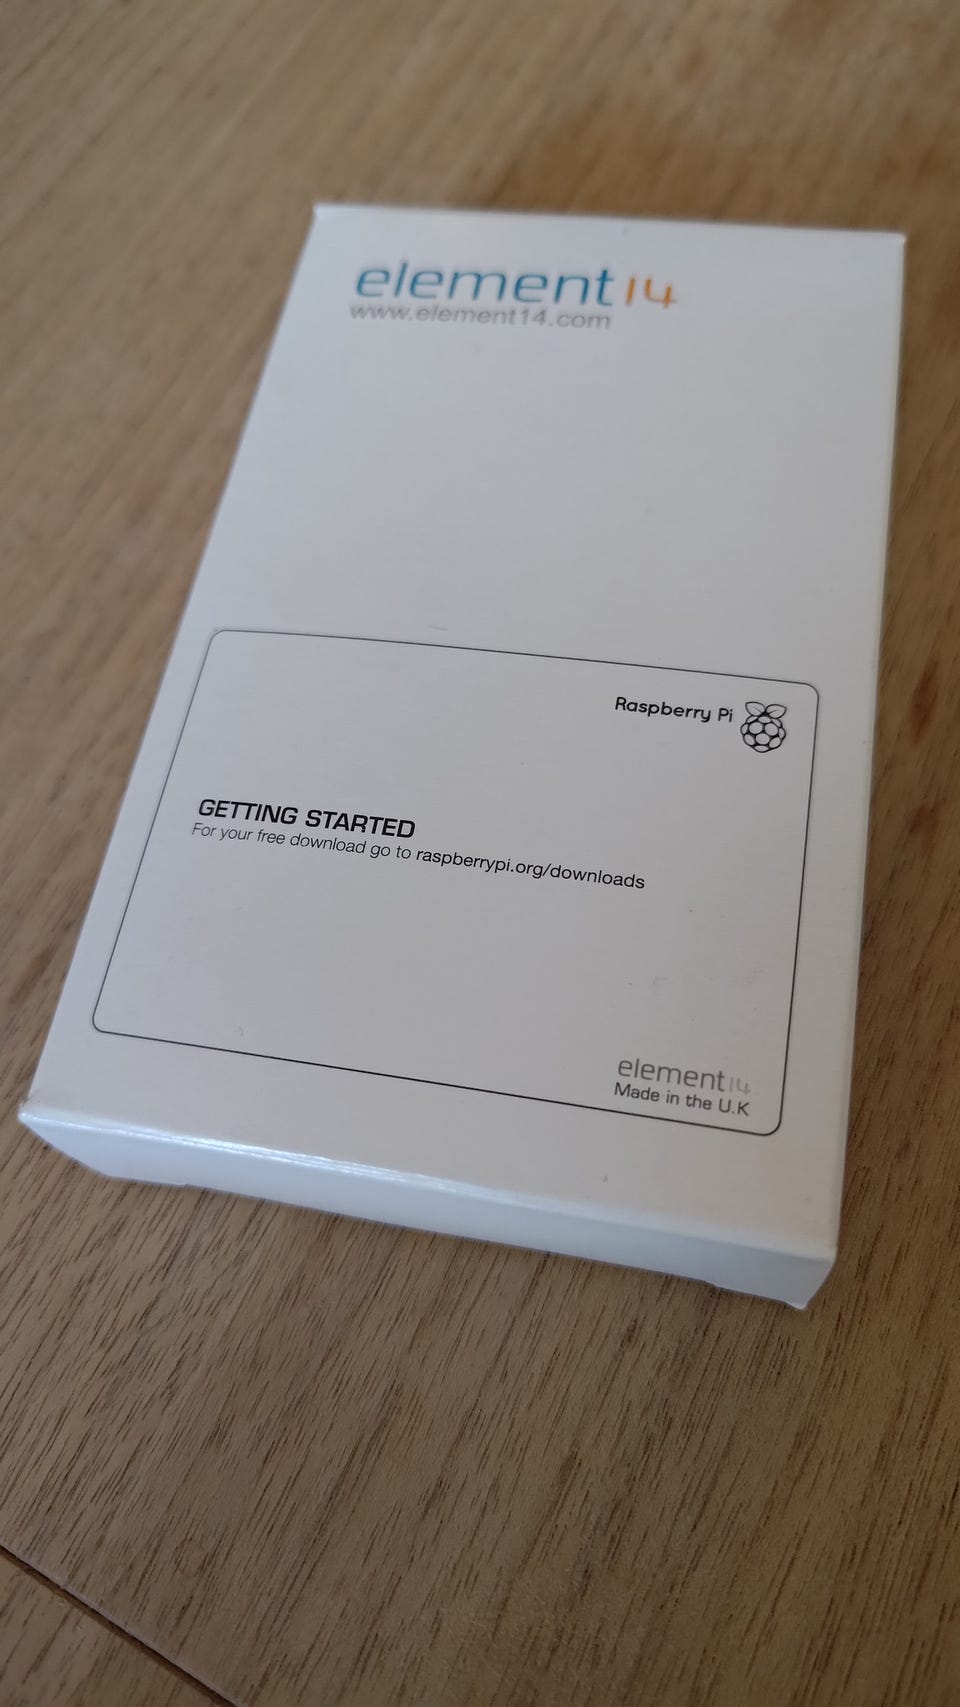 element14
www.element14.com
Raspberry Pi
GETTING STARTED
For your free download go to raspberrypi.org/downloads
element14
Made in the U.K